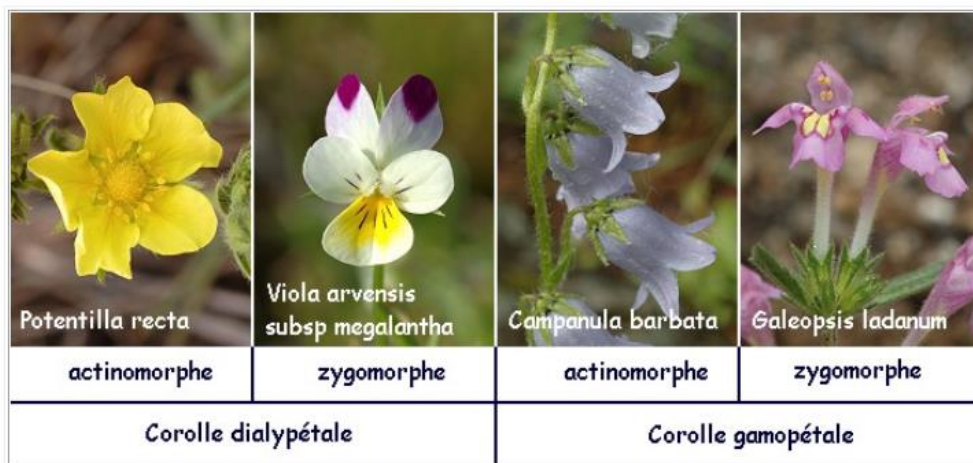 Potentilla recta
Viola arvensis
subsp megalantha
Campanula barbata
Galeopsis ladanum
actinomorphe
zygomorphe
actinomorphe
zygomorphe
Corolle dialypétale
Corolle gamopétale